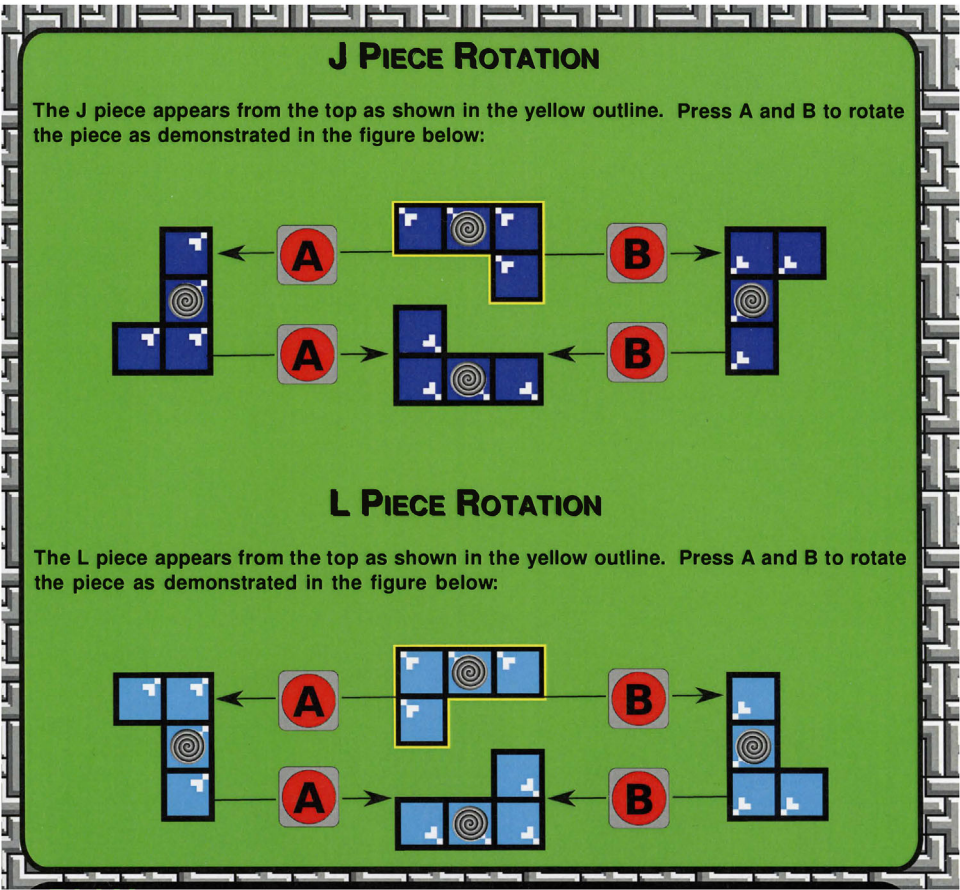 J PIECE ROTATION
The J piece appears from the top as shown in the yellow outline. Press A and B to rotate
the piece as demonstrated in the figure below:
A B
A B
L PIECE ROTATION
The L piece appears from the top as shown in the yellow outline. Press A and B to rotate
the piece as demonstrated in the figure below:
A B
A B